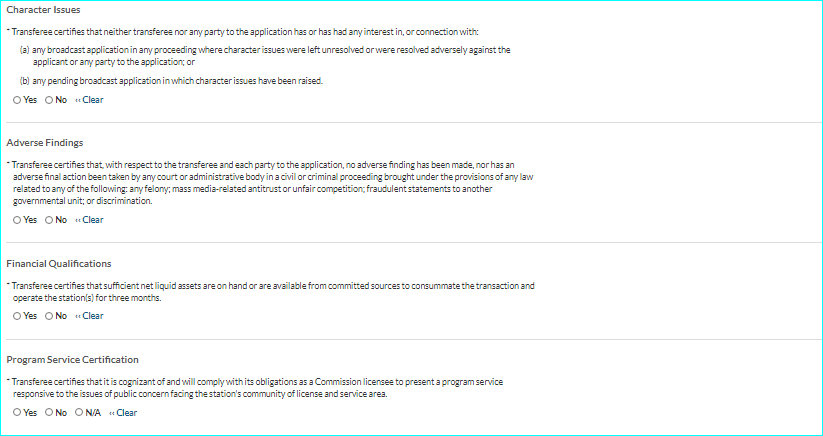 Character Issues
* Transferee certifies that neither transferee nor any party to the application has or has had any interest in, or connection with:
(a) any broadcast application in any proceeding where character issues were left unresolved or were resolved adversely against the
applicant or any party to the application; or
(b) any pending broadcast application in which character issues have been raised.
Yes No « Clear
Adverse Findings
* Transferee certifies that, with respect to the transferee and each party to the application, no adverse finding has been made, nor has an
adverse final action been taken by any court or administrative body in a civil or criminal proceeding brought under the provisions of any law
related to any of the following: any felony; mass media-related antitrust or unfair competition; fraudulent statements to another
governmental unit; or discrimination.
Yes No « Clear
Financial Qualifications
* Transferee certifies that sufficient net liquid assets are on hand or are available from committed sources to consummate the transaction and
operate the station(s) for three months.
Yes No « Clear
Program Service Certification
* Transferee certifies that it is cognizant of and will comply with its obligations as a Commission licensee to present a program service
responsive to the issues of public concern facing the station's community of license and service area.
Yes No N/A « Clear